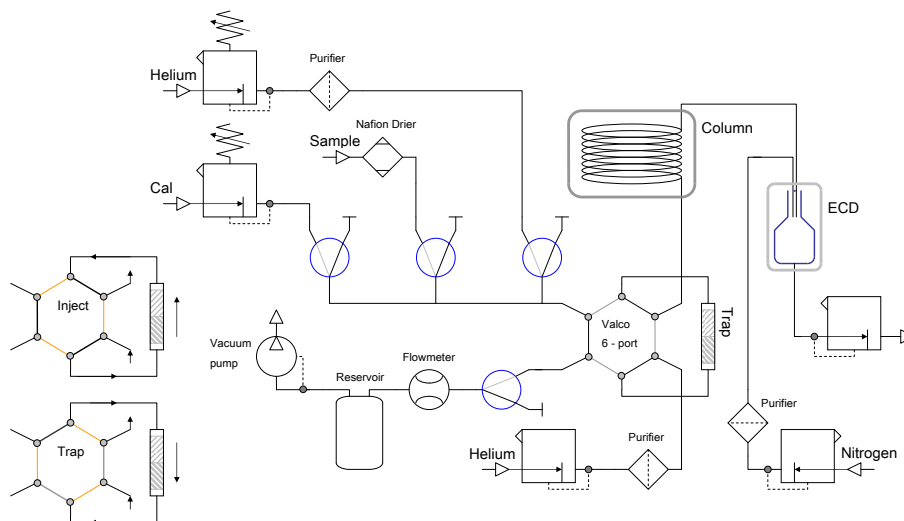 Purifier
Helium
Nafion Drier
Sample
Column
Cal
ECD
Inject
Valco
6 - port
Trap
Vacuum
pump
Flowmeter
Reservoir
Purifier
Trap
Purifier
Helium
Nitrogen